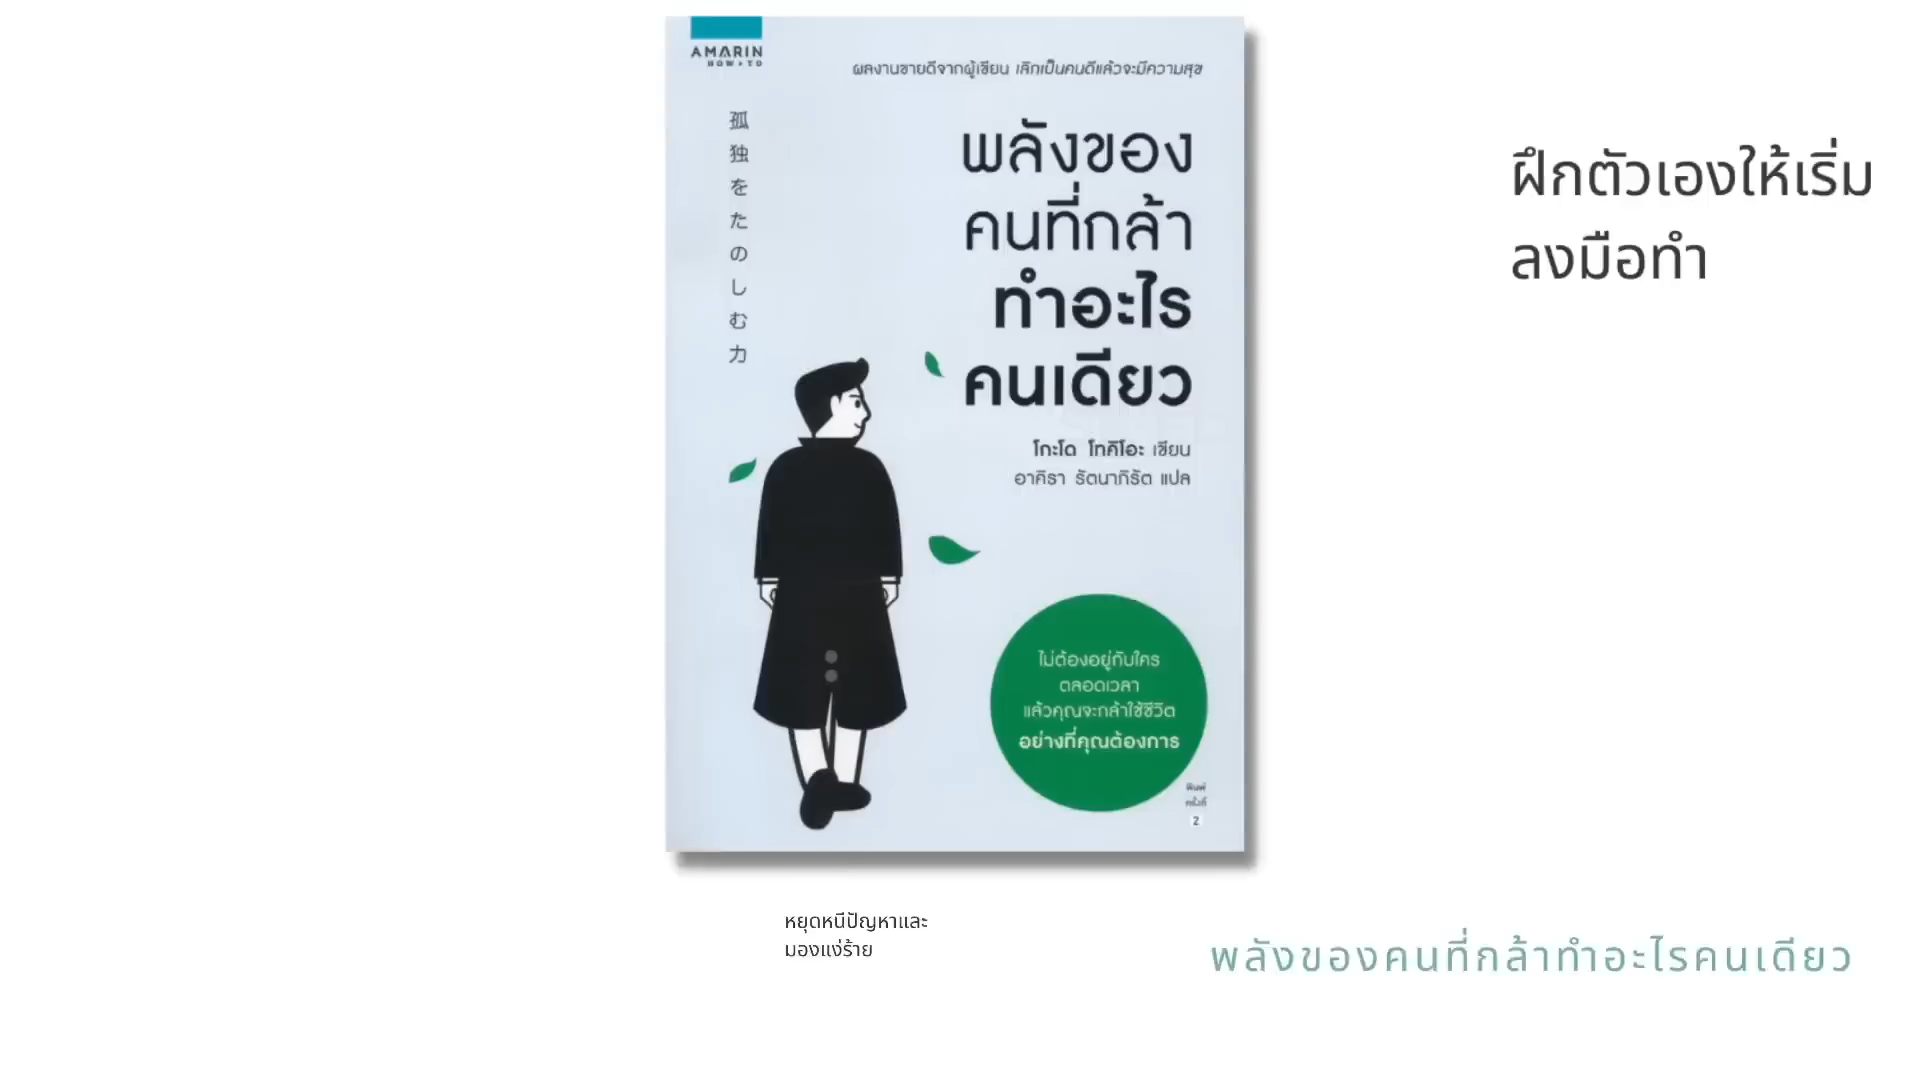 AMARIN
HOW TO
ผลงานขายดีจากผู้เขียน เลิกเป็นคนดีแล้วจะมีความสุข
孤独をたのしむ力
พลังของ
คนที่กล้า
ทำอะไร
คนเดียว
โกะโด โทคิโอะ เขียน
อาคิรา รัตนาภิรัต แปล
ไม่ต้องอยู่กับใคร
ตลอดเวลา
แล้วคุณจะกล้าใช้ชีวิต
อย่างที่คุณต้องการ
พิมพ์
ครั้งที่
2
ฝึกตัวเองให้เริ่ม
ลงมือทำ
หยุดหนีปัญหาและ
มองแง่ร้าย
พลังของคนที่กล้าทำอะไรคนเดียว